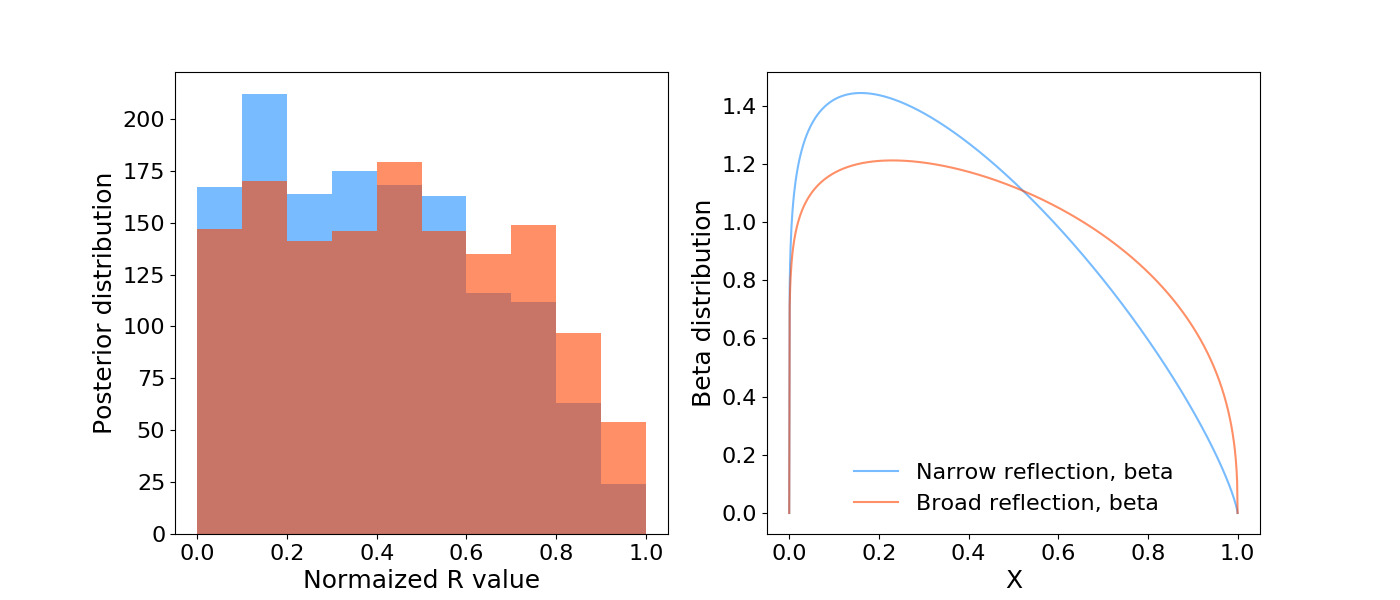 Posterior distribution
200
175
150
125
100
75
50
25
0
0.0 0.2 0.4 0.6 0.8 1.0
Normaized R value
Beta distribution
1.4
1.2
1.0
0.8
0.6
0.4
0.2
0.0
Narrow reflection, beta
Broad reflection, beta
0.0 0.2 0.4 0.6 0.8 1.0
X